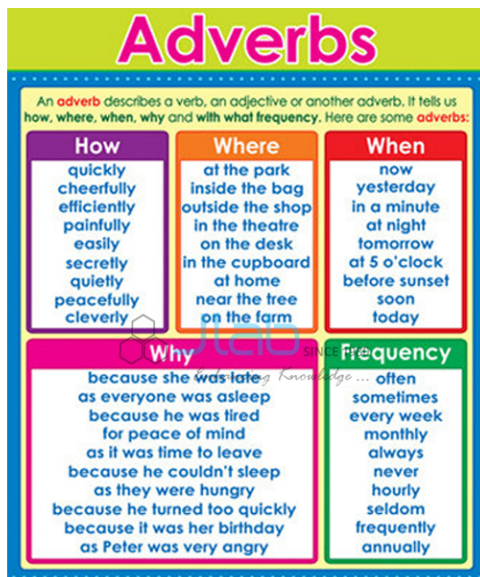 Adverbs
An adverb describes a verb, an adjective or another adverb. It tells us
how, where, when, why and with what frequency. Here are some adverbs:
How
quickly
cheerfully
efficiently
painfully
easily
secretly
quietly
peacefully
cleverly
Where
at the park
inside the bag
outside the shop
in the theatre
on the desk
in the cupboard
at home
near the tree
on the farm
When
now
yesterday
in a minute
at night
tomorrow
at 5 o'clock
before sunset
soon
today
Jlab
SINCE
Knowledge ...
Why
because she was late
as everyone was asleep
because he was tired
for peace of mind
as it was time to leave
because he couldn't sleep
as they were hungry
because he turned too quickly
because it was her birthday
as Peter was very angry
Frequency
often
sometimes
every week
monthly
always
never
hourly
seldom
frequently
annually